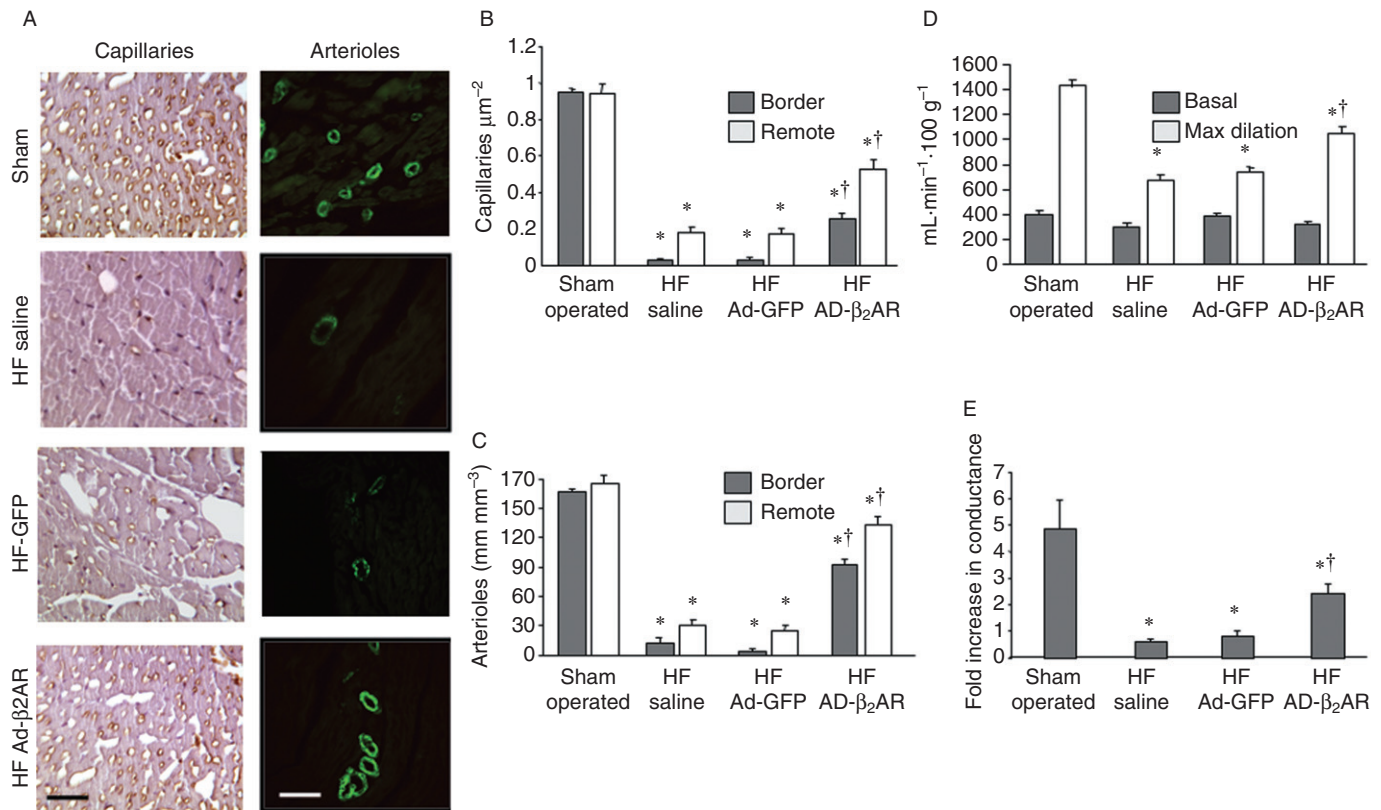 A
Capillaries
Arterioles
Sham
HF saline
HF-GFP
HF Ad-β2AR
B
Capillaries μm⁻²
1.2
1
0.8
0.6
0.4
0.2
0
Border
Remote
*
*
*
*
*†
*†
Sham operated
HF saline
HF Ad-GFP
HF AD-β₂AR
C
Arterioles (mm mm⁻³)
170
150
120
90
60
30
0
Border
Remote
*
*
*
*
*†
*†
Sham operated
HF saline
HF Ad-GFP
HF AD-β₂AR
D
mL·min⁻¹·100 g⁻¹
1600
1400
1200
1000
800
600
400
200
0
Basal
Max dilation
*
*
*†
Sham operated
HF saline
HF Ad-GFP
HF AD-β₂AR
E
Fold increase in conductance
7
6
5
4
3
2
1
0
*
*
*†
Sham operated
HF saline
HF Ad-GFP
HF AD-β₂AR